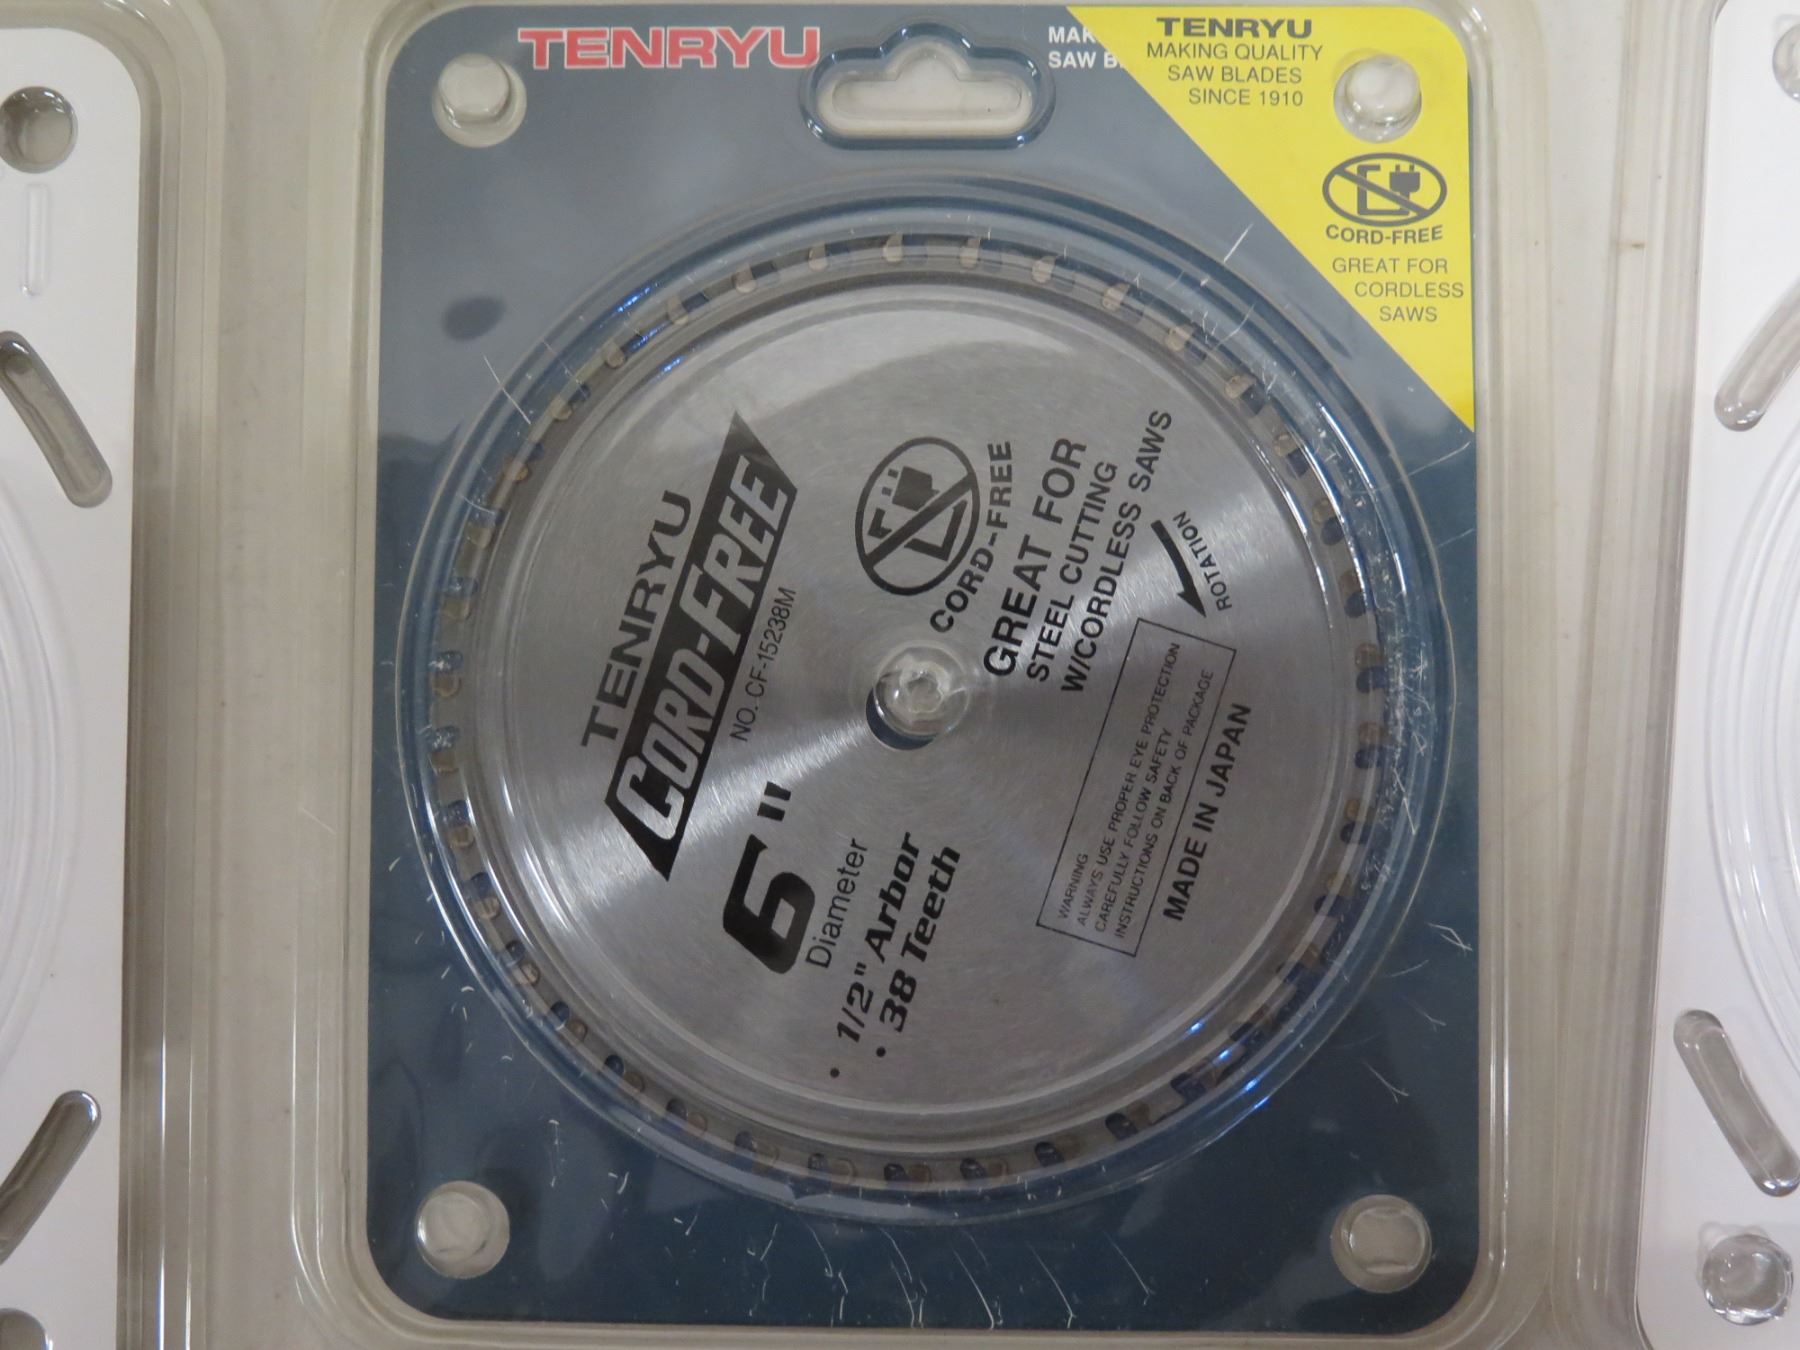 TENRYU
MAK
SAW B
TENRYU
MAKING QUALITY
SAW BLADES
SINCE 1910
CORD-FREE
GREAT FOR
CORDLESS
SAWS
TENRYU
CORD-FREE
NO. CF-15238M
6"
Diameter
• 1/2" Arbor
• 38 Teeth
CORD-FREE
GREAT FOR
STEEL CUTTING
W/CORDLESS SAWS
ROTATION
WARNING
ALWAYS USE PROPER EYE PROTECTION
CAREFULLY FOLLOW SAFETY
INSTRUCTIONS ON BACK OF PACKAGE
MADE IN JAPAN